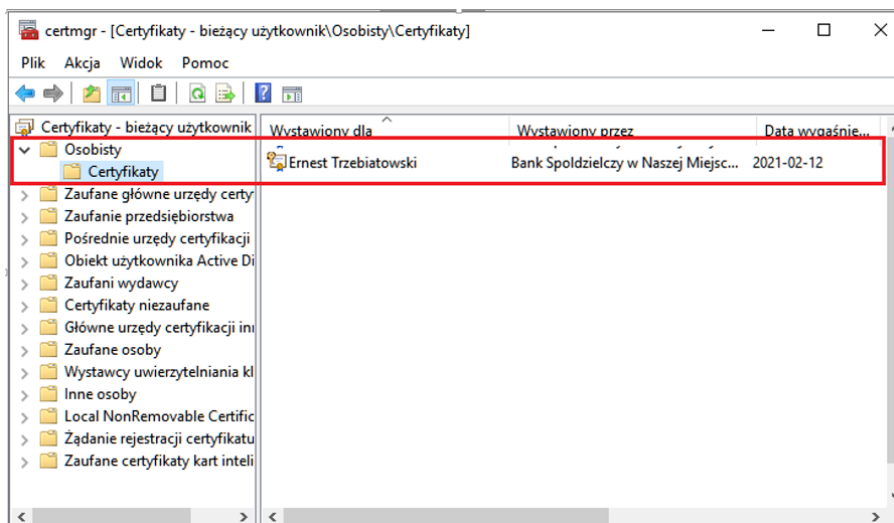 certmgr - [Certyfikaty - bieżący użytkownik\Osobisty\Certyfikaty]
Plik Akcja Widok Pomoc
Certyfikaty - bieżący użytkownik
Wystawiony dla Wystawiony przez Data wygaśnie...
Osobisty
Certyfikaty
Ernest Trzebiatowski Bank Spoldzielczy w Naszej Miejsc... 2021-02-12
Zaufane główne urzędy certy
Zaufanie przedsiębiorstwa
Pośrednie urzędy certyfikacji
Obiekt użytkownika Active Di
Zaufani wydawcy
Certyfikaty niezaufane
Główne urzędy certyfikacji inn
Zaufane osoby
Wystawcy uwierzytelniania kl
Inne osoby
Local NonRemovable Certific
Żądanie rejestracji certyfikatu
Zaufane certyfikaty kart inteli